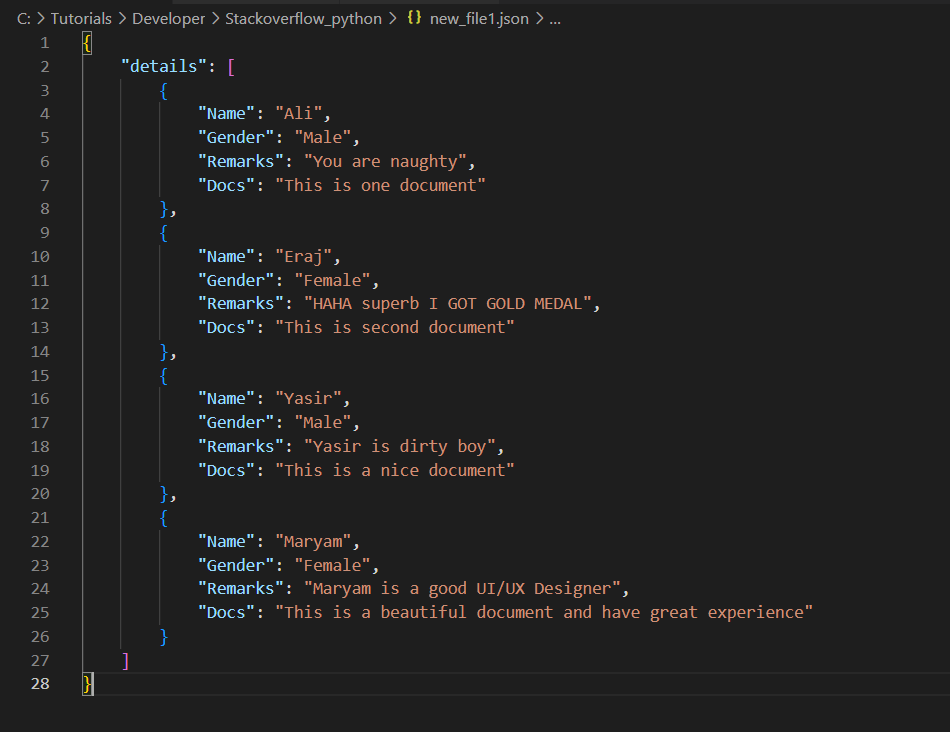 C: > Tutorials > Developer > Stackoverflow_python > {} new_file1.json > ...
1 {
2     "details": [
3         {
4             "Name": "Ali",
5             "Gender": "Male",
6             "Remarks": "You are naughty",
7             "Docs": "This is one document"
8         },
9         {
10             "Name": "Eraj",
11             "Gender": "Female",
12             "Remarks": "HAHA superb I GOT GOLD MEDAL",
13             "Docs": "This is second document"
14         },
15         {
16             "Name": "Yasir",
17             "Gender": "Male",
18             "Remarks": "Yasir is dirty boy",
19             "Docs": "This is a nice document"
20         },
21         {
22             "Name": "Maryam",
23             "Gender": "Female",
24             "Remarks": "Maryam is a good UI/UX Designer",
25             "Docs": "This is a beautiful document and have great experience"
26         }
27     ]
28 }